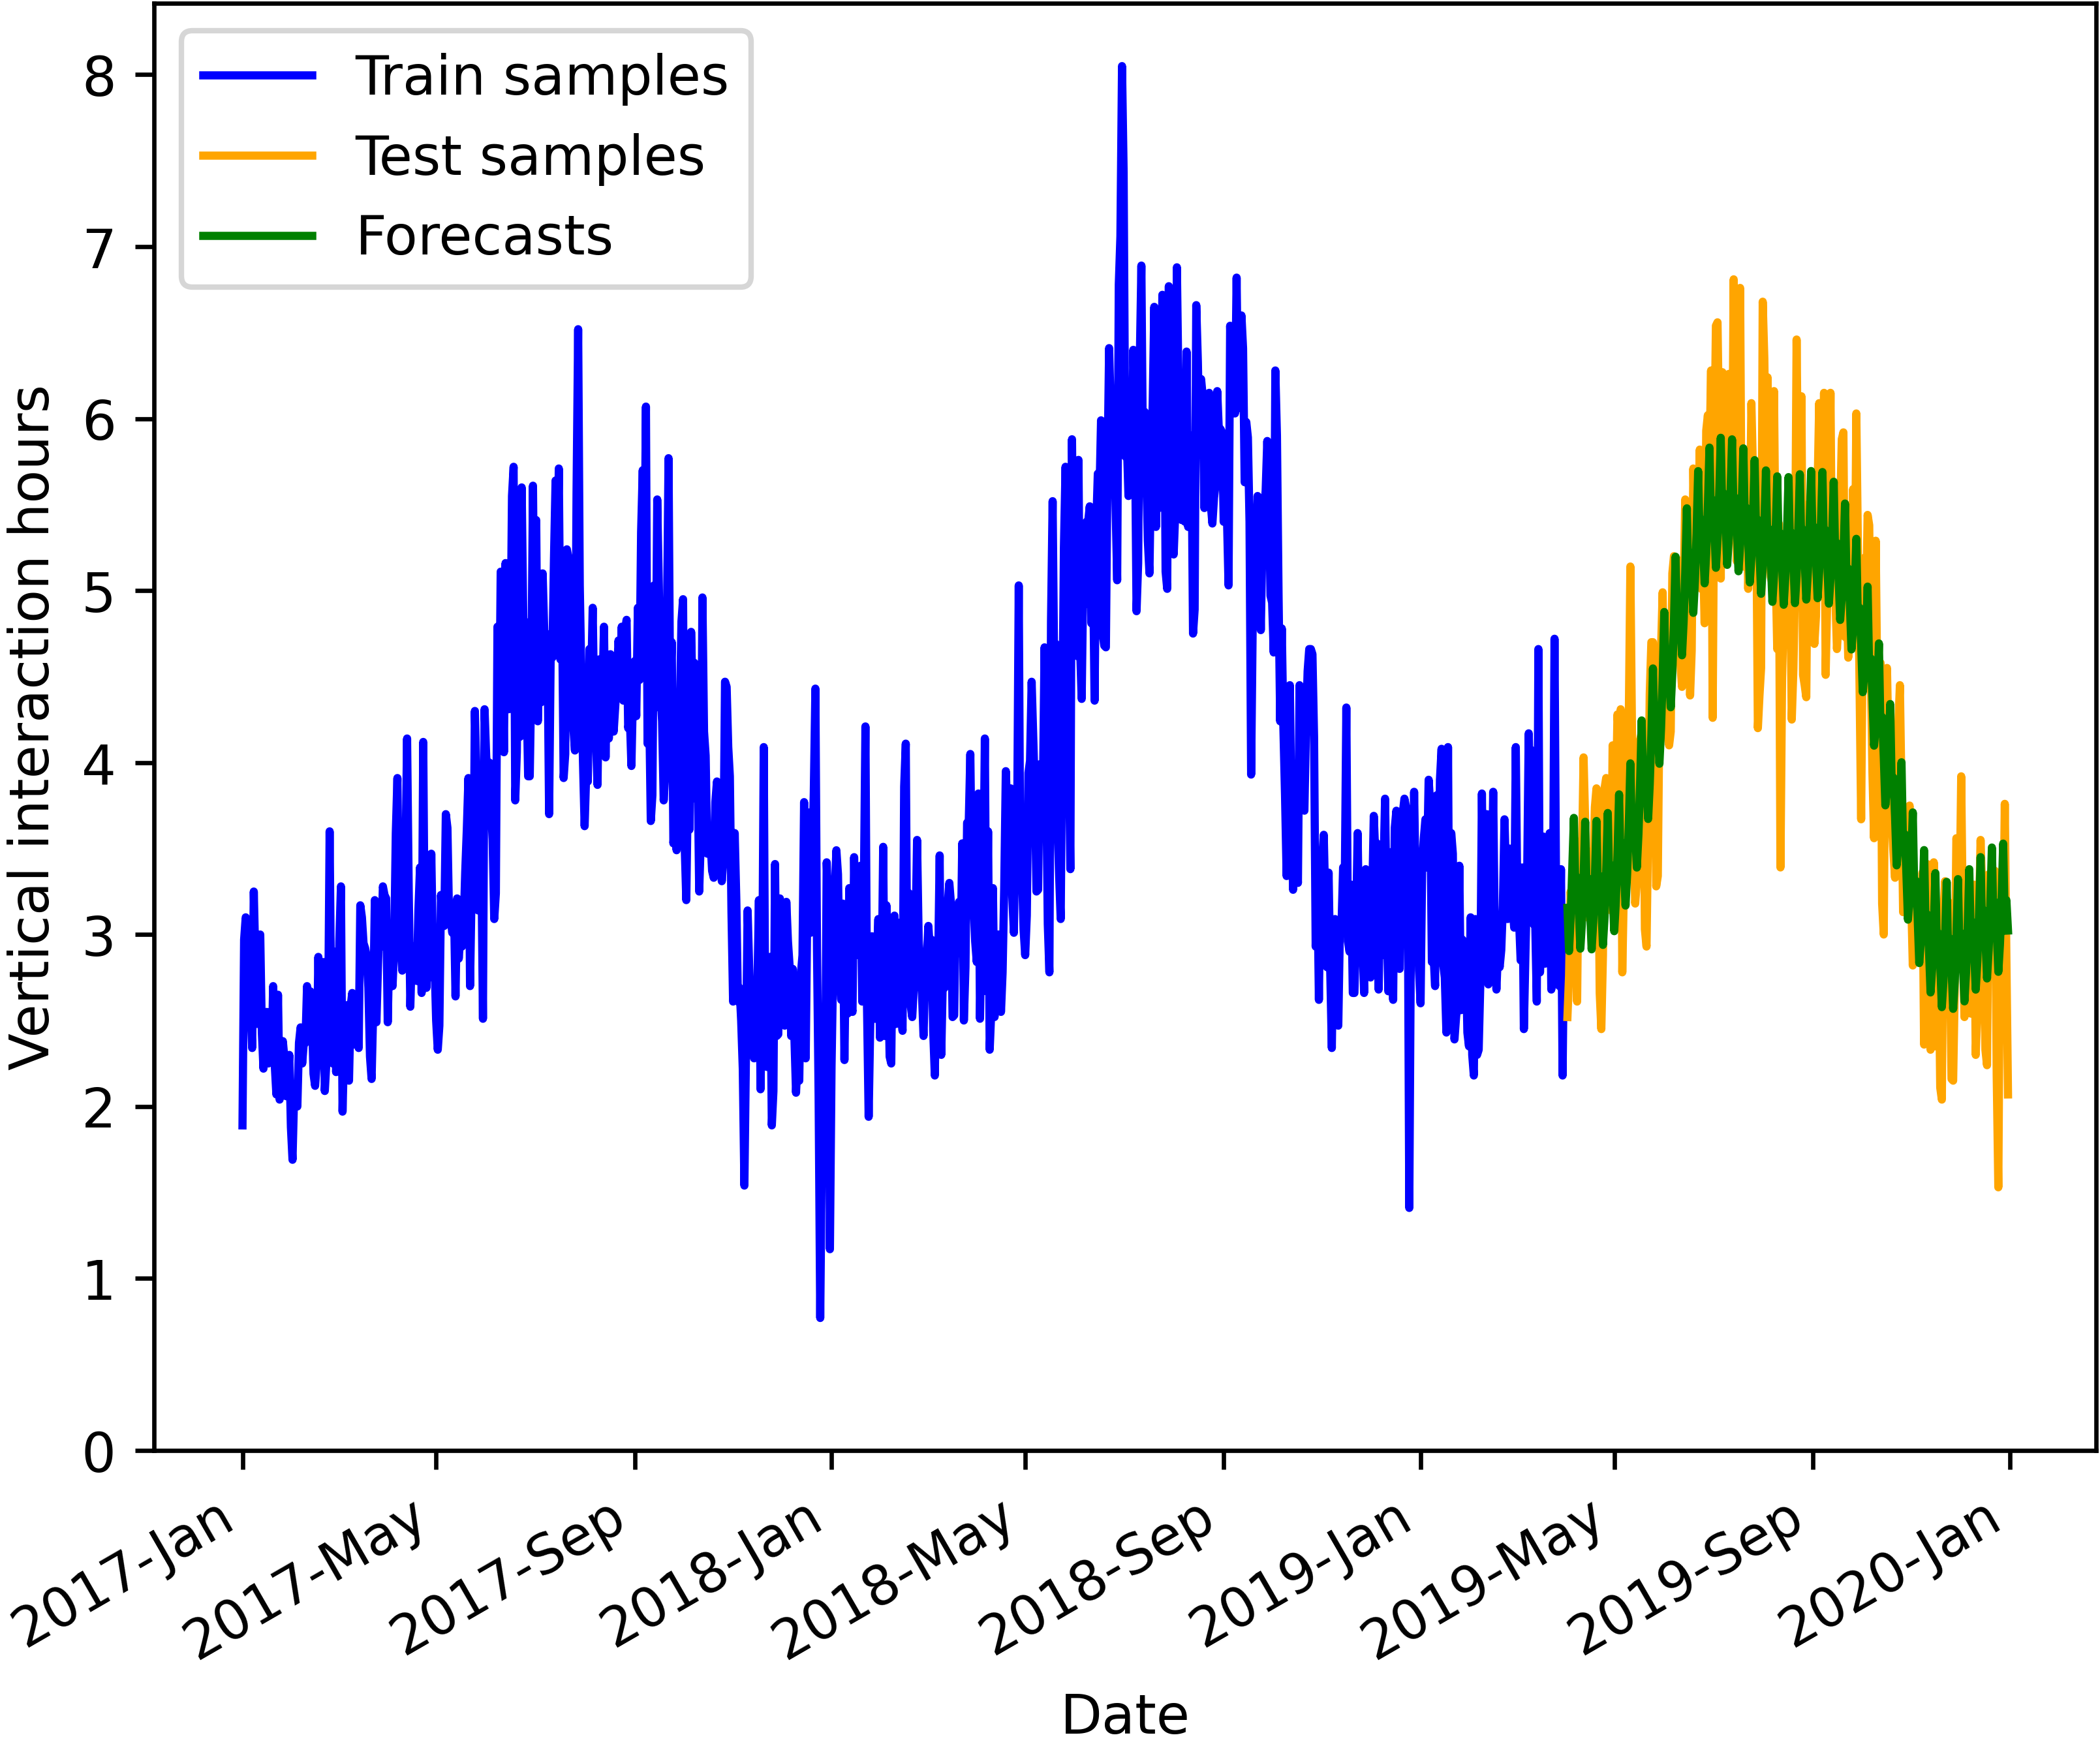 Train samples
Test samples
Forecasts
8
7
6
5
4
3
2
1
0
Vertical interaction hours
2017-Jan
2017-May
2017-Sep
2018-Jan
2018-May
2018-Sep
2019-Jan
2019-May
2019-Sep
2020-Jan
Date